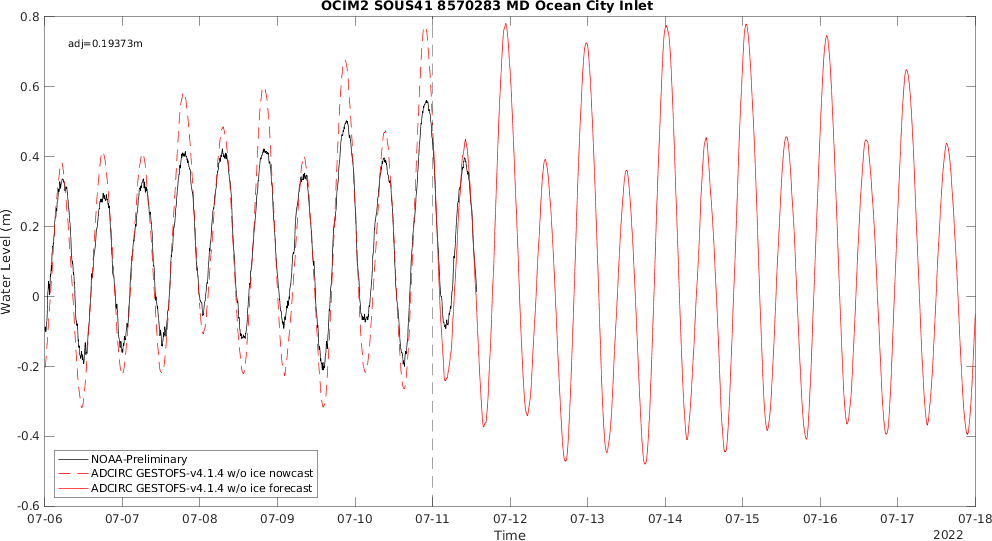 OCIM2 SOUS41 8570283 MD Ocean City Inlet
adj=0.19373m
0.8
0.6
0.4
0.2
0
-0.2
-0.4
-0.6
Water Level (m)
NOAA-Preliminary
ADCIRC GESTOFS-v4.1.4 w/o ice nowcast
ADCIRC GESTOFS-v4.1.4 w/o ice forecast
07-06 07-07 07-08 07-09 07-10 07-11 07-12 07-13 07-14 07-15 07-16 07-17 07-18
Time
2022